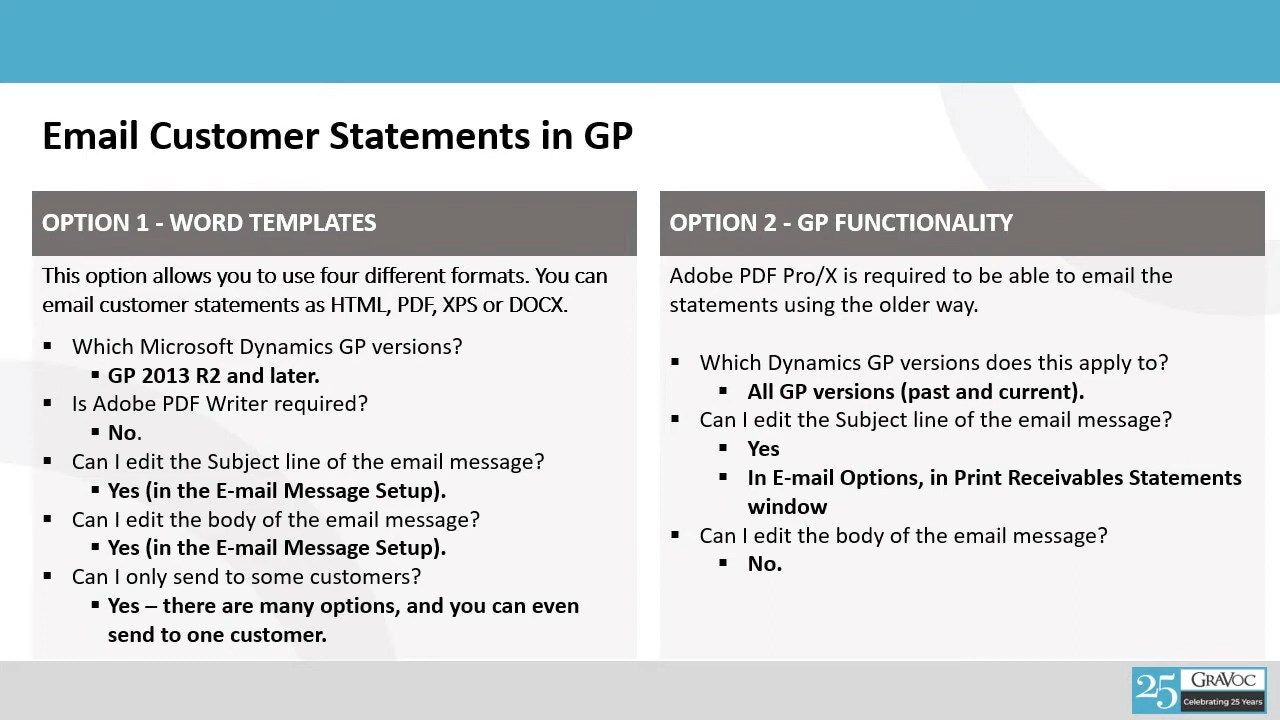 Email Customer Statements in GP
OPTION 1 - WORD TEMPLATES
This option allows you to use four different formats. You can
email customer statements as HTML, PDF, XPS or DOCX.
▪ Which Microsoft Dynamics GP versions?
▪ GP 2013 R2 and later.
▪ Is Adobe PDF Writer required?
▪ No.
▪ Can I edit the Subject line of the email message?
▪ Yes (in the E-mail Message Setup).
▪ Can I edit the body of the email message?
▪ Yes (in the E-mail Message Setup).
▪ Can I only send to some customers?
▪ Yes – there are many options, and you can even
send to one customer.
OPTION 2 - GP FUNCTIONALITY
Adobe PDF Pro/X is required to be able to email the
statements using the older way.
▪ Which Dynamics GP versions does this apply to?
▪ All GP versions (past and current).
▪ Can I edit the Subject line of the email message?
▪ Yes
▪ In E-mail Options, in Print Receivables Statements
window
▪ Can I edit the body of the email message?
▪ No.
25 GRAVOC
Celebrating 25 Years